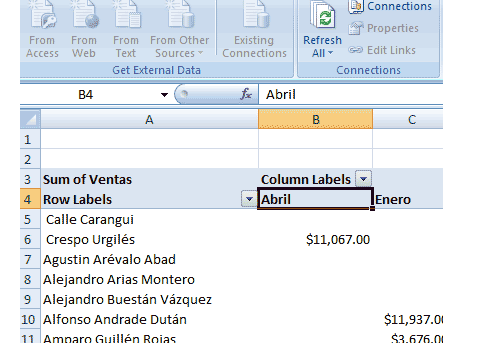 Connections
Properties
Edit Links
From Access
From Web
From Text
From Other Sources
Existing Connections
Refresh All
Get External Data
Connections
B4
fx
Abril
A B C
1
2
3 Sum of Ventas Column Labels
4 Row Labels Abril Enero
5 Calle Carangui
6 Crespo Urgilés $11,067.00
7 Agustin Arévalo Abad
8 Alejandro Arias Montero
9 Alejandro Buestán Vázquez
10 Alfonso Andrade Dután $11,937.00
11 Amparo Guillén Rojas $3,676.00